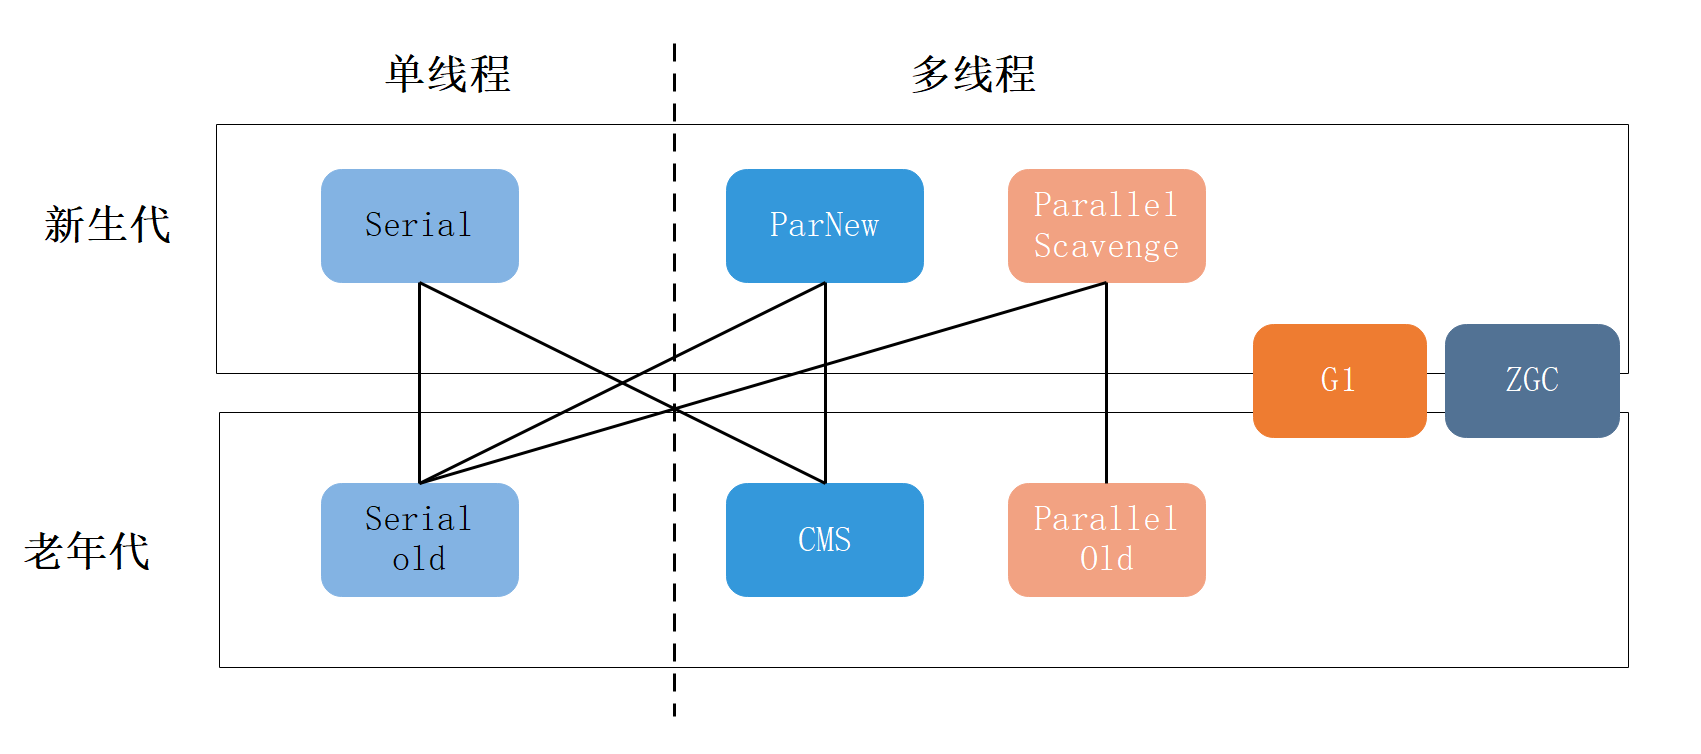 单线程
多线程
新生代
Serial
ParNew
Parallel
Scavenge
G1
ZGC
老年代
Serial
old
CMS
Parallel
Old